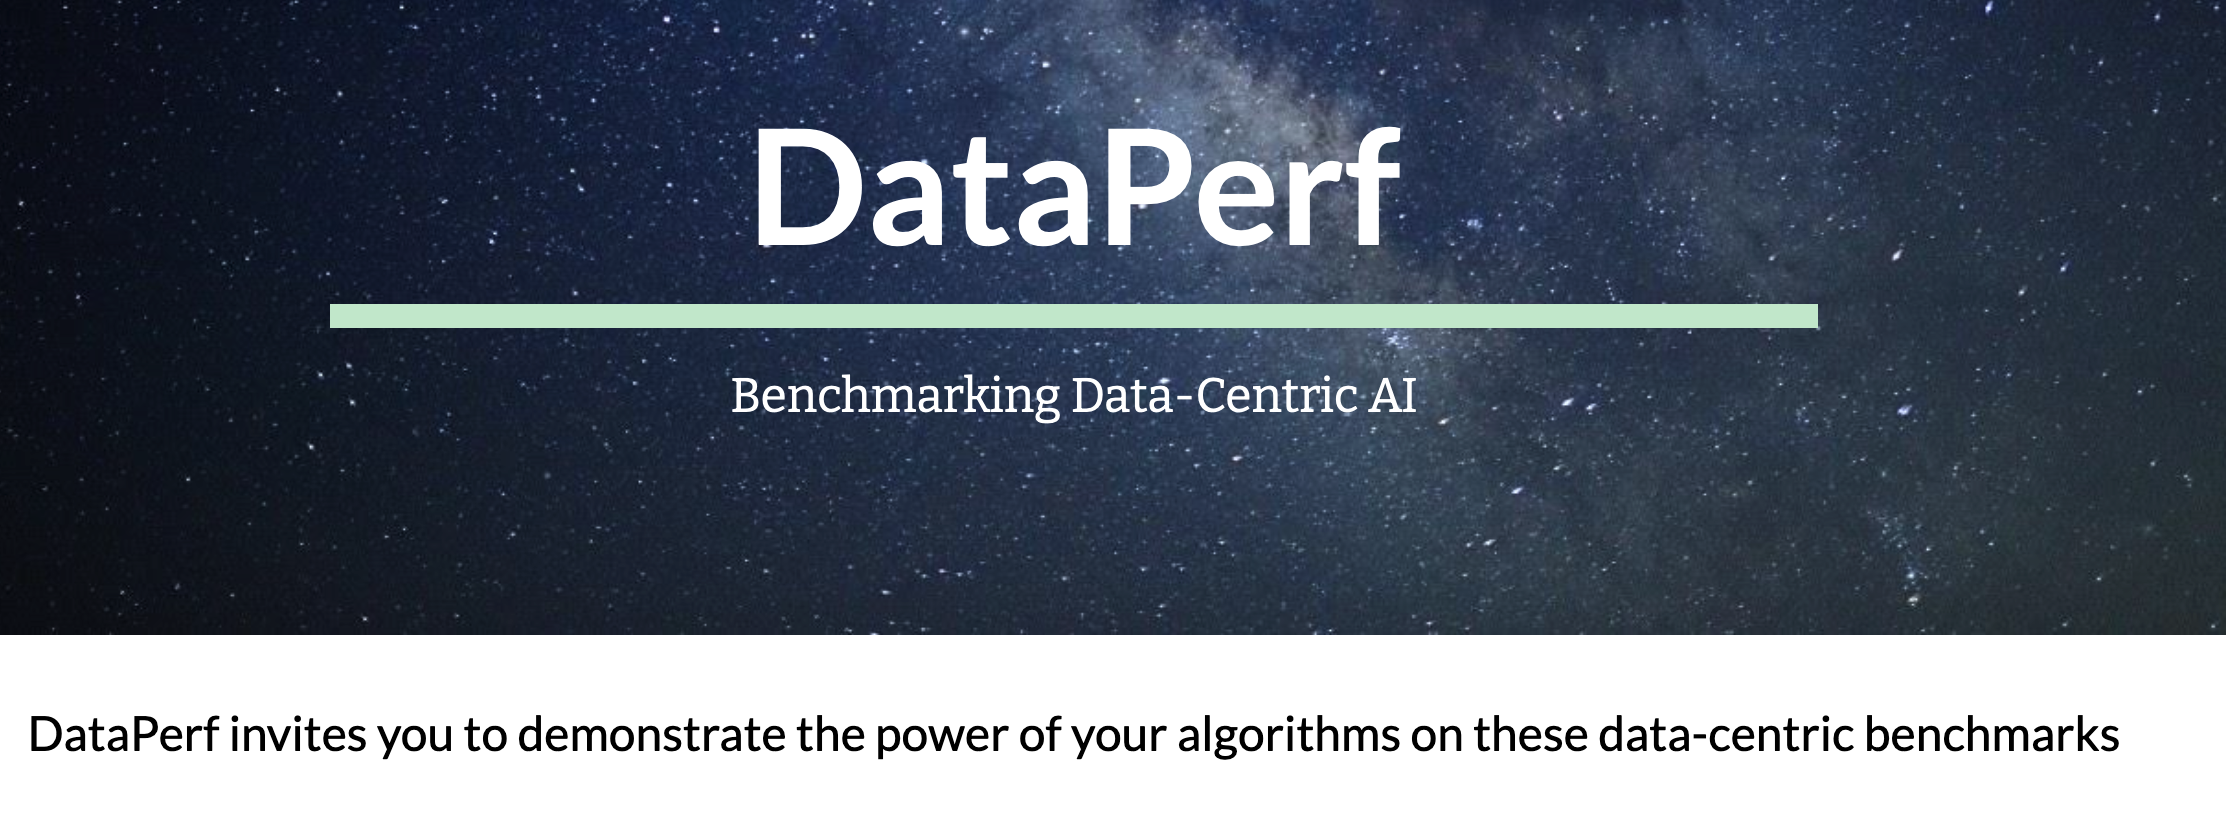 DataPerf
Benchmarking Data-Centric AI
DataPerf invites you to demonstrate the power of your algorithms on these data-centric benchmarks